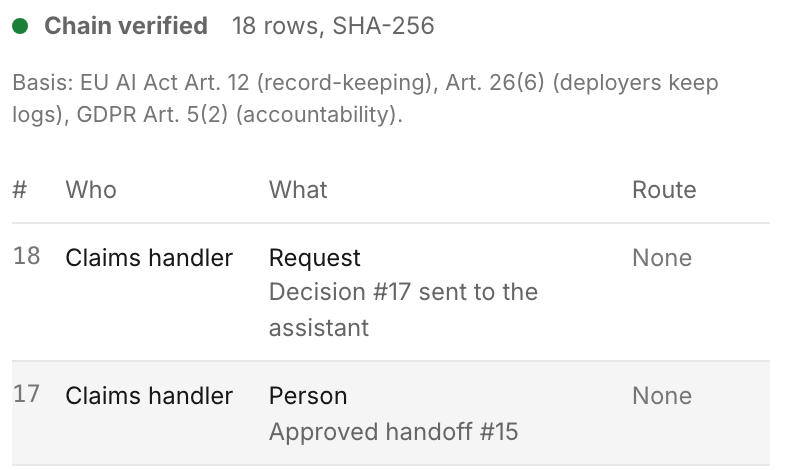 Chain verified 18 rows, SHA-256
Basis: EU AI Act Art. 12 (record-keeping), Art. 26(6) (deployers keep
logs), GDPR Art. 5(2) (accountability).
# Who What Route
18 Claims handler Request None
Decision #17 sent to the
assistant
17 Claims handler Person None
Approved handoff #15